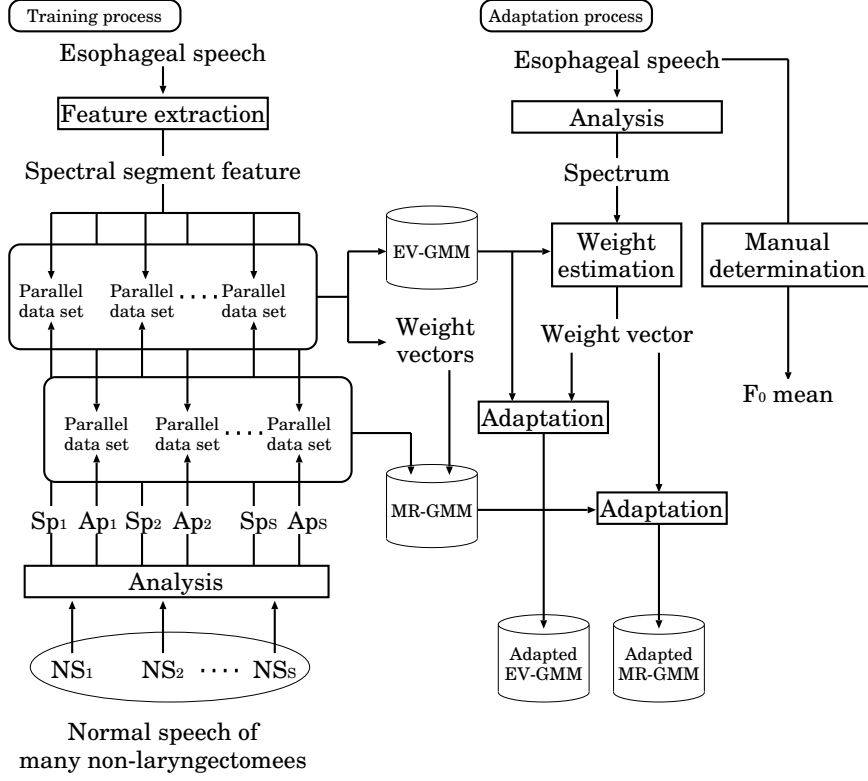 Training process
Esophageal speech
Feature extraction
Spectral segment feature
Parallel
data set
Parallel
data set
····
Parallel
data set
Parallel
data set
Parallel
data set
····
Parallel
data set
Sp1 Ap1 Sp2 Ap2 SpS ApS
Analysis
NS1 NS2 ···· NSS
Normal speech of
many non-laryngectomees
EV-GMM
Weight
vectors
MR-GMM
Adaptation process
Esophageal speech
Analysis
Spectrum
Weight
estimation
Manual
determination
Weight vector
F0 mean
Adaptation
Adaptation
Adapted
EV-GMM
Adapted
MR-GMM